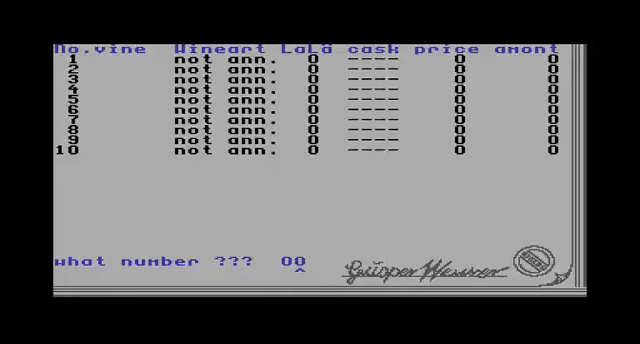 No.vine Wineart LaLä cask price amont
1 not ann. 0 ---- 0 0
2 not ann. 0 ---- 0 0
3 not ann. 0 ---- 0 0
4 not ann. 0 ---- 0 0
5 not ann. 0 ---- 0 0
6 not ann. 0 ---- 0 0
7 not ann. 0 ---- 0 0
8 not ann. 0 ---- 0 0
9 not ann. 0 ---- 0 0
10 not ann. 0 ---- 0 0
what number ??? 00
^